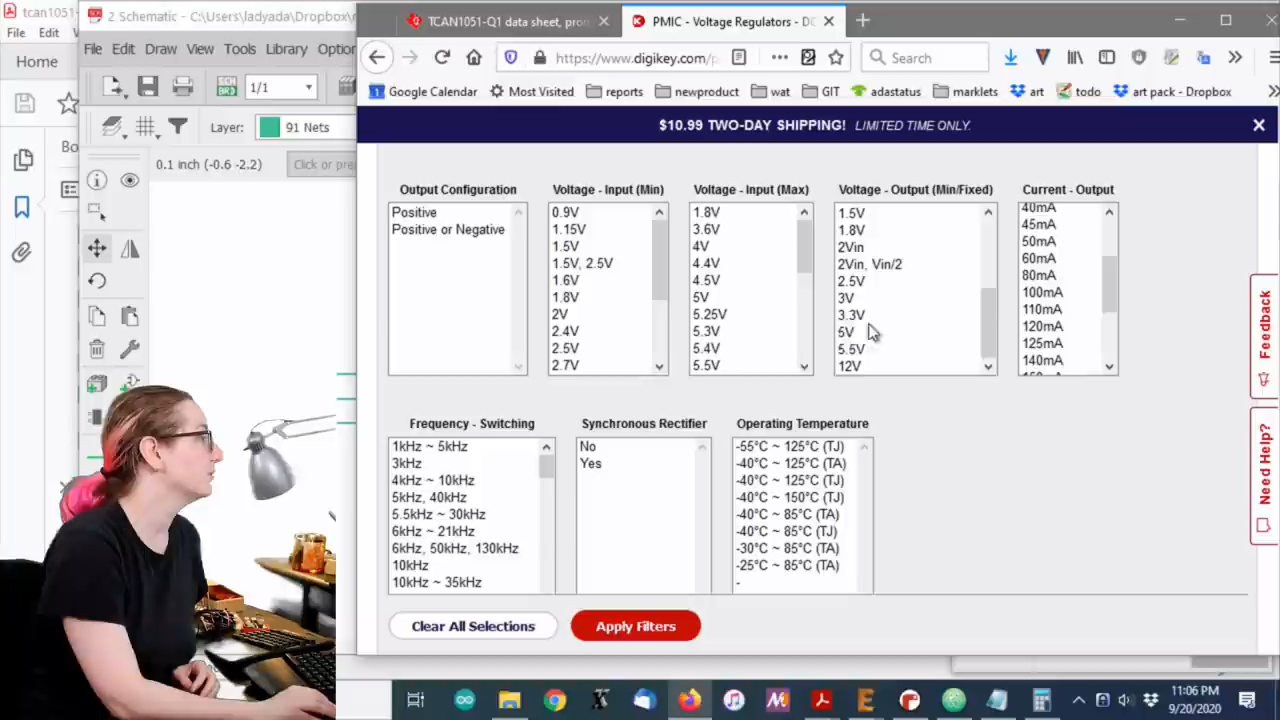 2 Schematic - C:\Users\ladyada\Dropbox\
tcan1051
File Edit
File Edit Draw View Tools Library
Home
1/1
Layer: 91 Nets
0.1 inch (-0.6 -2.2)
TCAN1051-Q1 data sheet, pro
PMIC - Voltage Regulators - DC
https://www.digikey.com/p
Search
Google Calendar Most Visited reports newproduct wat GIT adastatus marklets art todo art pack - Dropbox
$10.99 TWO-DAY SHIPPING! LIMITED TIME ONLY.
Output Configuration
Positive
Positive or Negative
Voltage - Input (Min)
0.9V
1.15V
1.5V
1.5V, 2.5V
1.6V
1.8V
2V
2.4V
2.5V
2.7V
Voltage - Input (Max)
1.8V
3.6V
4V
4.4V
4.5V
5V
5.25V
5.3V
5.4V
5.5V
Voltage - Output (Min/Fixed)
1.5V
1.8V
2Vin
2Vin, Vin/2
2.5V
3V
3.3V
5V
5.5V
12V
Current - Output
40mA
45mA
50mA
60mA
80mA
100mA
110mA
120mA
125mA
140mA
Frequency - Switching
1kHz ~ 5kHz
3kHz
4kHz ~ 10kHz
5kHz, 40kHz
5.5kHz ~ 30kHz
6kHz ~ 21kHz
6kHz, 50kHz, 130kHz
10kHz
10kHz ~ 35kHz
Synchronous Rectifier
No
Yes
Operating Temperature
-55°C ~ 125°C (TJ)
-40°C ~ 125°C (TA)
-40°C ~ 125°C (TJ)
-40°C ~ 150°C (TJ)
-40°C ~ 85°C (TA)
-40°C ~ 85°C (TJ)
-30°C ~ 85°C (TA)
-25°C ~ 85°C (TA)
-
Clear All Selections
Apply Filters
Feedback
Need Help?
11:06 PM
9/20/2020